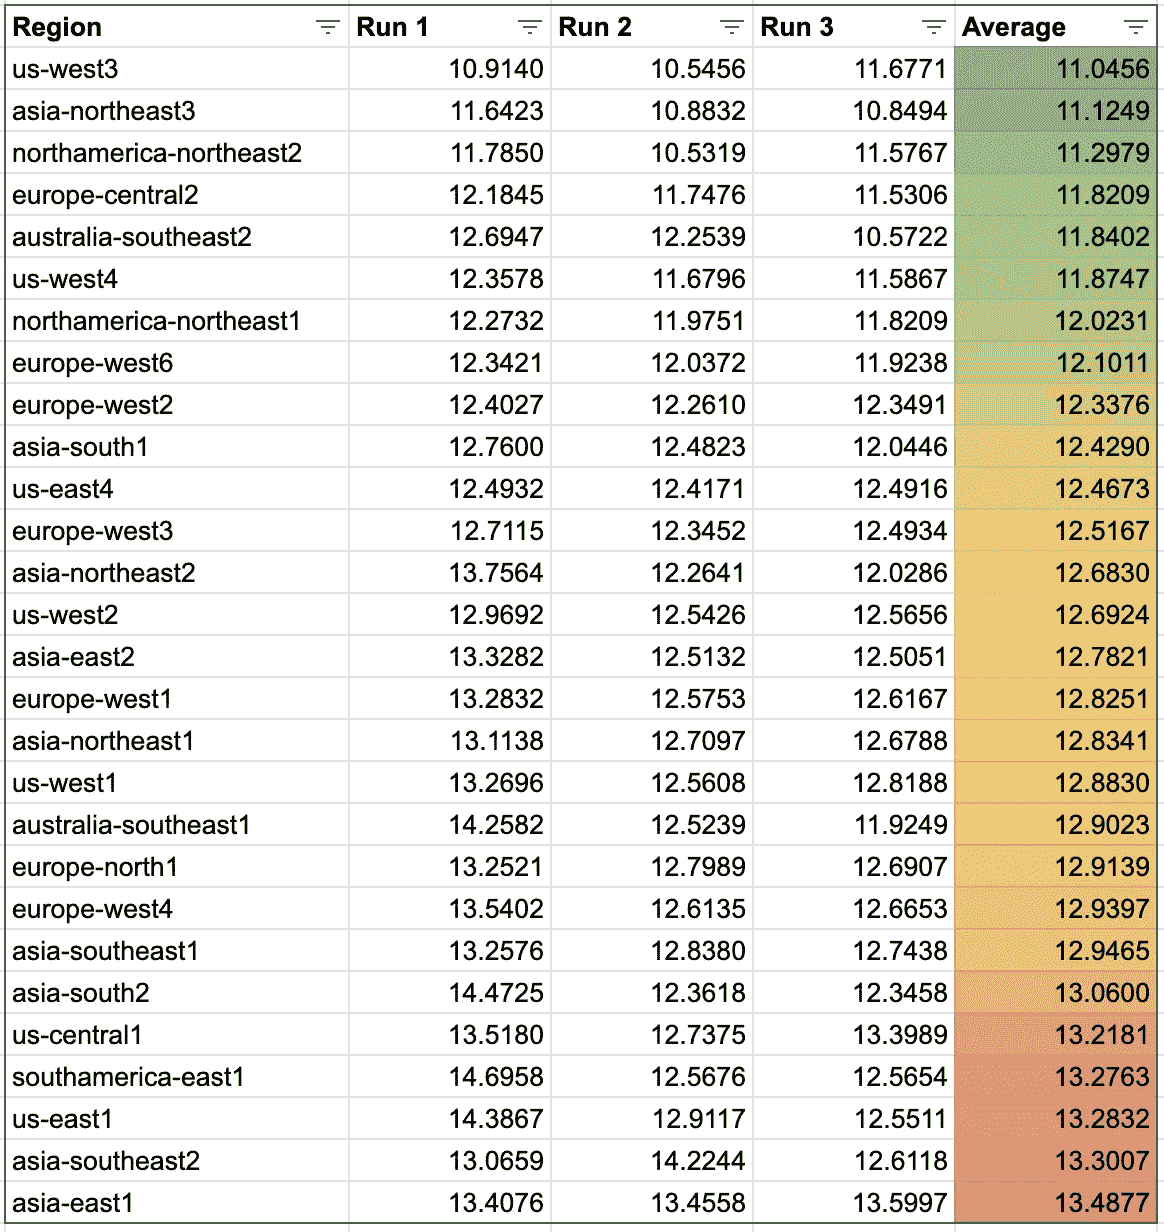 Region Run 1 Run 2 Run 3 Average
us-west3 10.9140 10.5456 11.6771 11.0456
asia-northeast3 11.6423 10.8832 10.8494 11.1249
northamerica-northeast2 11.7850 10.5319 11.5767 11.2979
europe-central2 12.1845 11.7476 11.5306 11.8209
australia-southeast2 12.6947 12.2539 10.5722 11.8402
us-west4 12.3578 11.6796 11.5867 11.8747
northamerica-northeast1 12.2732 11.9751 11.8209 12.0231
europe-west6 12.3421 12.0372 11.9238 12.1011
europe-west2 12.4027 12.2610 12.3491 12.3376
asia-south1 12.7600 12.4823 12.0446 12.4290
us-east4 12.4932 12.4171 12.4916 12.4673
europe-west3 12.7115 12.3452 12.4934 12.5167
asia-northeast2 13.7564 12.2641 12.0286 12.6830
us-west2 12.9692 12.5426 12.5656 12.6924
asia-east2 13.3282 12.5132 12.5051 12.7821
europe-west1 13.2832 12.5753 12.6167 12.8251
asia-northeast1 13.1138 12.7097 12.6788 12.8341
us-west1 13.2696 12.5608 12.8188 12.8830
australia-southeast1 14.2582 12.5239 11.9249 12.9023
europe-north1 13.2521 12.7989 12.6907 12.9139
europe-west4 13.5402 12.6135 12.6653 12.9397
asia-southeast1 13.2576 12.8380 12.7438 12.9465
asia-south2 14.4725 12.3618 12.3458 13.0600
us-central1 13.5180 12.7375 13.3989 13.2181
southamerica-east1 14.6958 12.5676 12.5654 13.2763
us-east1 14.3867 12.9117 12.5511 13.2832
asia-southeast2 13.0659 14.2244 12.6118 13.3007
asia-east1 13.4076 13.4558 13.5997 13.4877